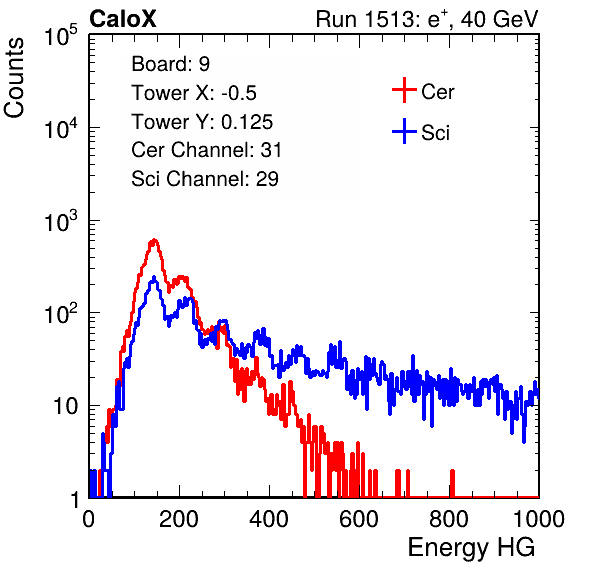 CaloX Run 1513: e⁺, 40 GeV
Counts
Board: 9
Tower X: -0.5
Tower Y: 0.125
Cer Channel: 31
Sci Channel: 29
Cer
Sci
10⁵
10⁴
10³
10²
10
1
0 200 400 600 800 1000
Energy HG